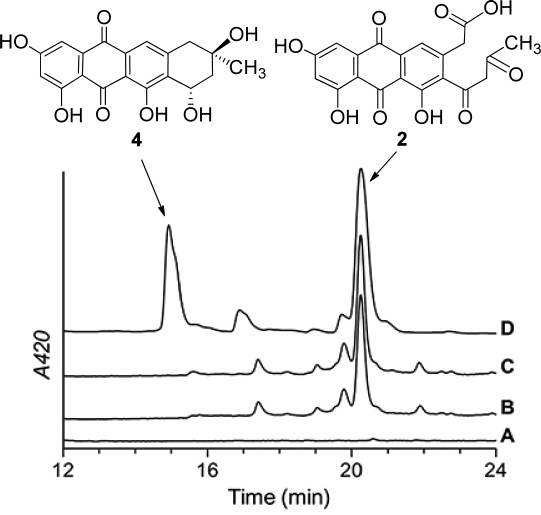 HO O OH CH3
OH O OH OH
4
O OH
HO O CH3
O
OH O OH O
2
A420
D
C
B
A
12 16 20 24
Time (min)